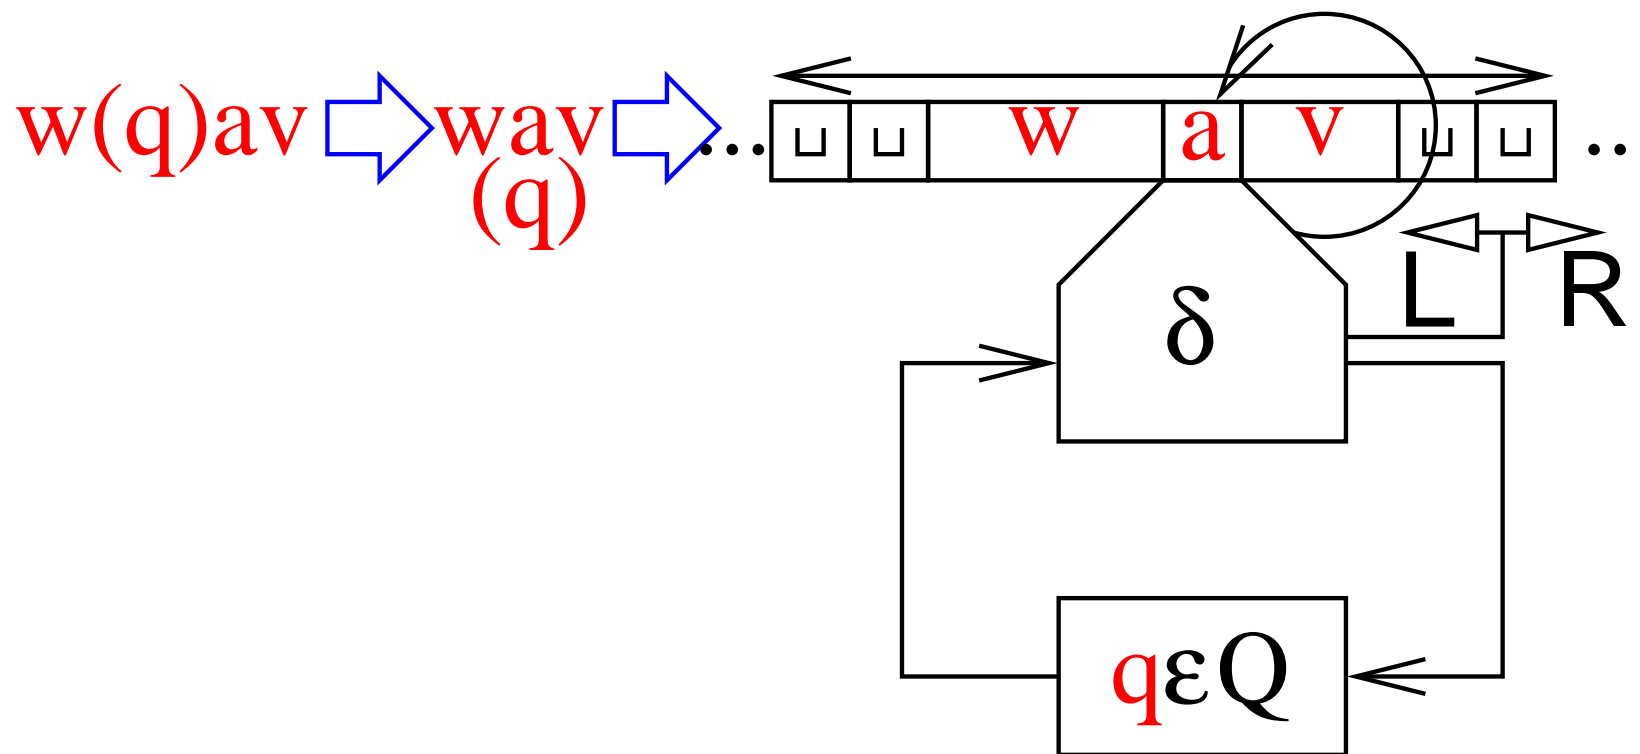 w(q)av wav ... ⊔ ⊔ w a v ⊔ ⊔ ..
(q)
L R
δ
qεQ